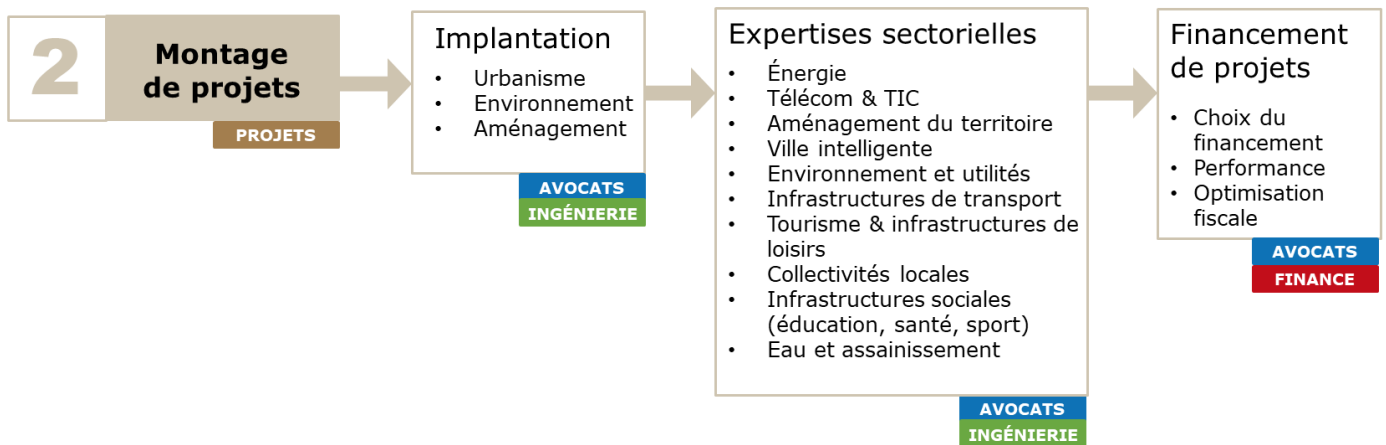 2
Montage
de projets
PROJETS
Implantation
• Urbanisme
• Environnement
• Aménagement
AVOCATS
INGÉNIERIE
Expertises sectorielles
• Énergie
• Télécom & TIC
• Aménagement du territoire
• Ville intelligente
• Environnement et utilités
• Infrastructures de transport
• Tourisme & infrastructures de
loisirs
• Collectivités locales
• Infrastructures sociales
(éducation, santé, sport)
• Eau et assainissement
AVOCATS
INGÉNIERIE
Financement
de projets
• Choix du
financement
• Performance
• Optimisation
fiscale
AVOCATS
FINANCE